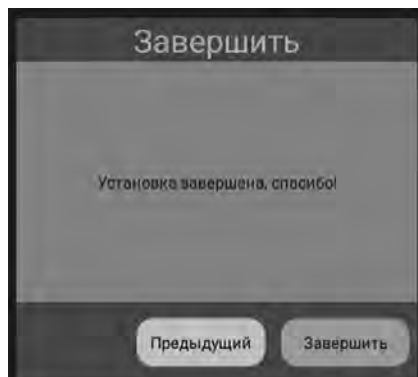 Завершить
Установка завершена, спасибо!
Предыдущий
Завершить